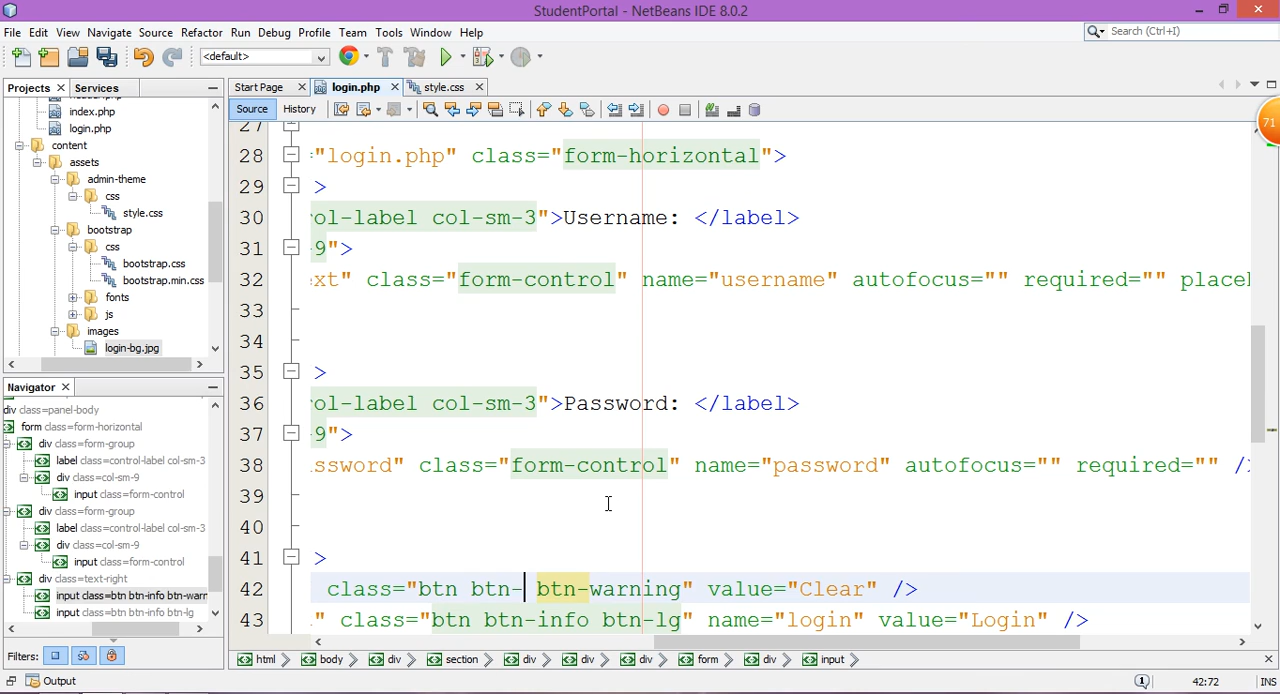 StudentPortal - NetBeans IDE 8.0.2
File Edit View Navigate Source Refactor Run Debug Profile Team Tools Window Help
Search (Ctrl+I)
<default>
Projects Services
Start Page login.php style.css
Source History
index.php
login.php
content
assets
admin-theme
css
style.css
bootstrap
css
bootstrap.css
bootstrap.min.css
fonts
js
images
login-bg.jpg
71
27
28 ="login.php" class="form-horizontal">
29 >
30 ol-label col-sm-3">Username: </label>
31 9">
32 xt" class="form-control" name="username" autofocus="" required="" placeh
33
34
35 >
36 ol-label col-sm-3">Password: </label>
37 9">
38 ssword" class="form-control" name="password" autofocus="" required="" />
39
40
41 >
42 class="btn btn- btn-warning" value="Clear" />
43 " class="btn btn-info btn-lg" name="login" value="Login" />
Navigator
div class=panel-body
form class=form-horizontal
div class=form-group
label class=control-label col-sm-3
div class=col-sm-9
input class=form-control
div class=form-group
label class=control-label col-sm-3
div class=col-sm-9
input class=form-control
div class=text-right
input class=btn btn-info btn-warn
input class=btn btn-info btn-lg
Filters:
html body div section div div div form div input
Output
1 42:72 INS